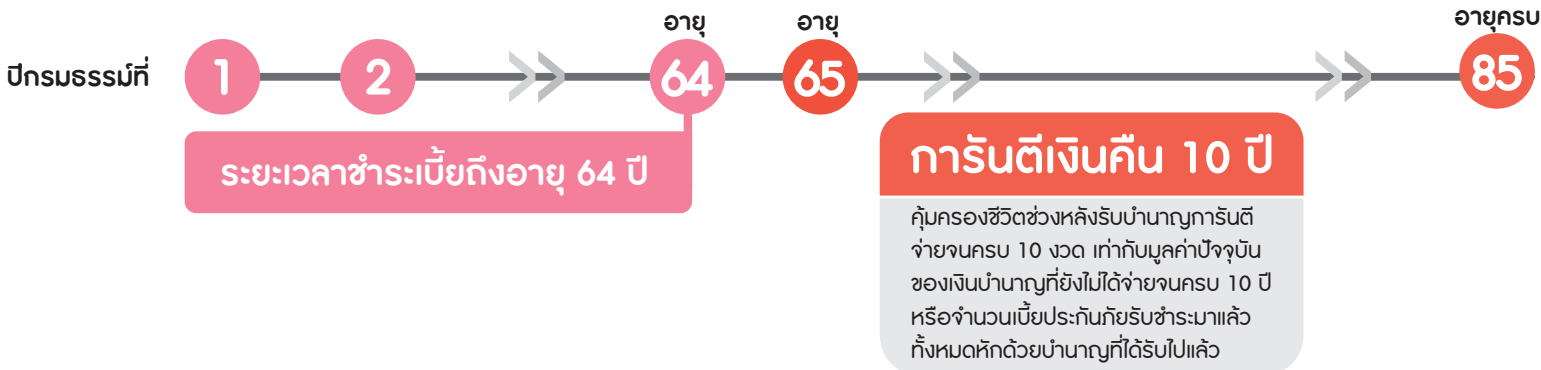 อายุ
อายุ
อายุครบ
ปีกรมธรรม์ที่
1
2
64
65
85
ระยะเวลาชำระเบี้ยถึงอายุ 64 ปี
การันตีเงินคืน 10 ปี
คุ้มครองชีวิตช่วงหลังรับบำนาญการันตี
จ่ายจนครบ 10 งวด เท่ากับมูลค่าปัจจุบัน
ของเงินบำนาญที่ยังไม่ได้จ่ายจนครบ 10 ปี
หรือจำนวนเบี้ยประกันภัยรับชำระมาแล้ว
ทั้งหมดหักด้วยบำนาญที่ได้รับไปแล้ว